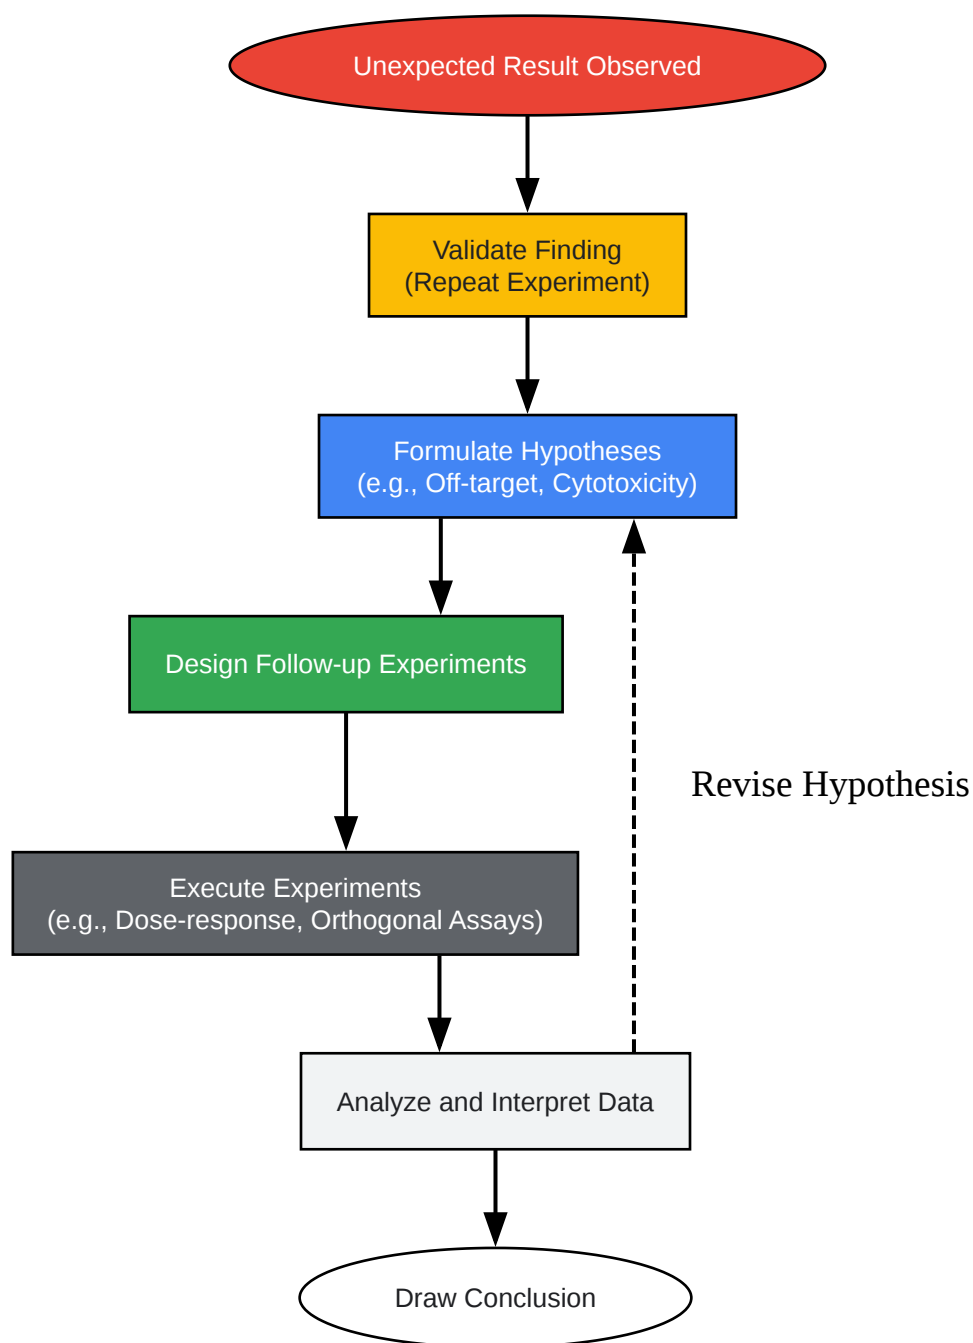 Unexpected Result Observed
Validate Finding
(Repeat Experiment)
Formulate Hypotheses
(e.g., Off-target, Cytotoxicity)
Design Follow-up Experiments
Revise Hypothesis
Execute Experiments
(e.g., Dose-response, Orthogonal Assays)
Analyze and Interpret Data
Draw Conclusion